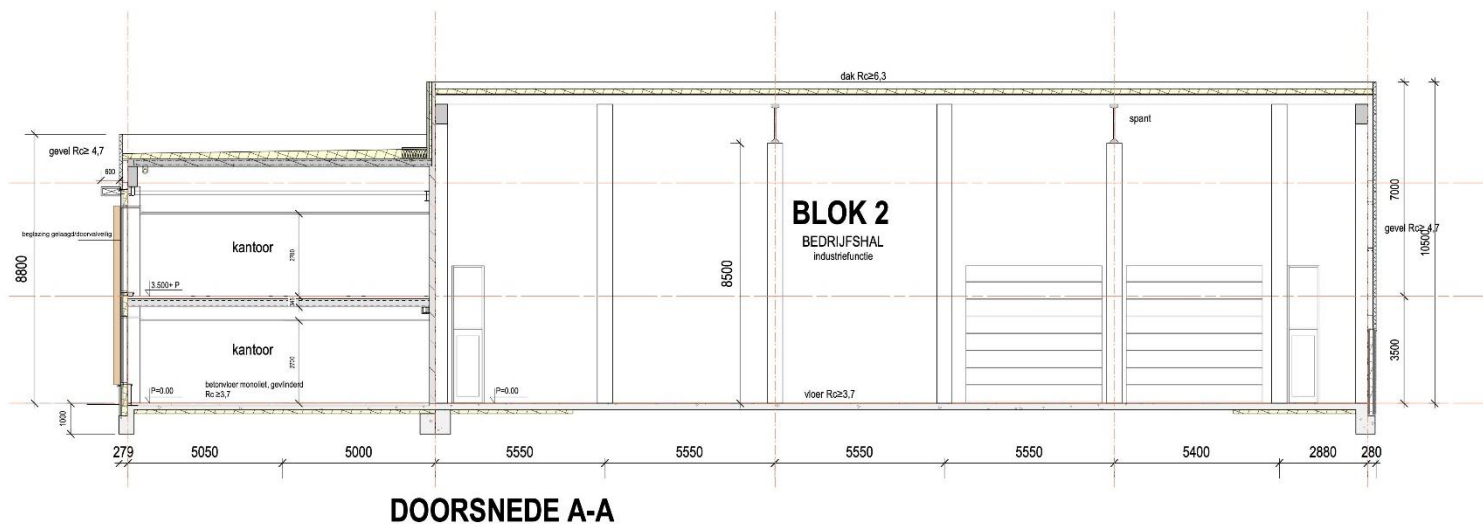 dak Rc≥6,3
gevel Rc≥ 4,7
600
spant
7000
beglazing gelaagd/doorvalveilig
kantoor
2700
BLOK 2
BEDRIJFSHAL
industriefunctie
gevel Rc≥ 4,7
10500
8800
8500
3.500+ P
kantoor
2700
3500
P=0.00
betonvloer monoliet, gevlinderd
Rc ≥3,7
P=0.00
vloer Rc≥3,7
1000
279
5050
5000
5550
5550
5550
5550
5400
2880
280
DOORSNEDE A-A